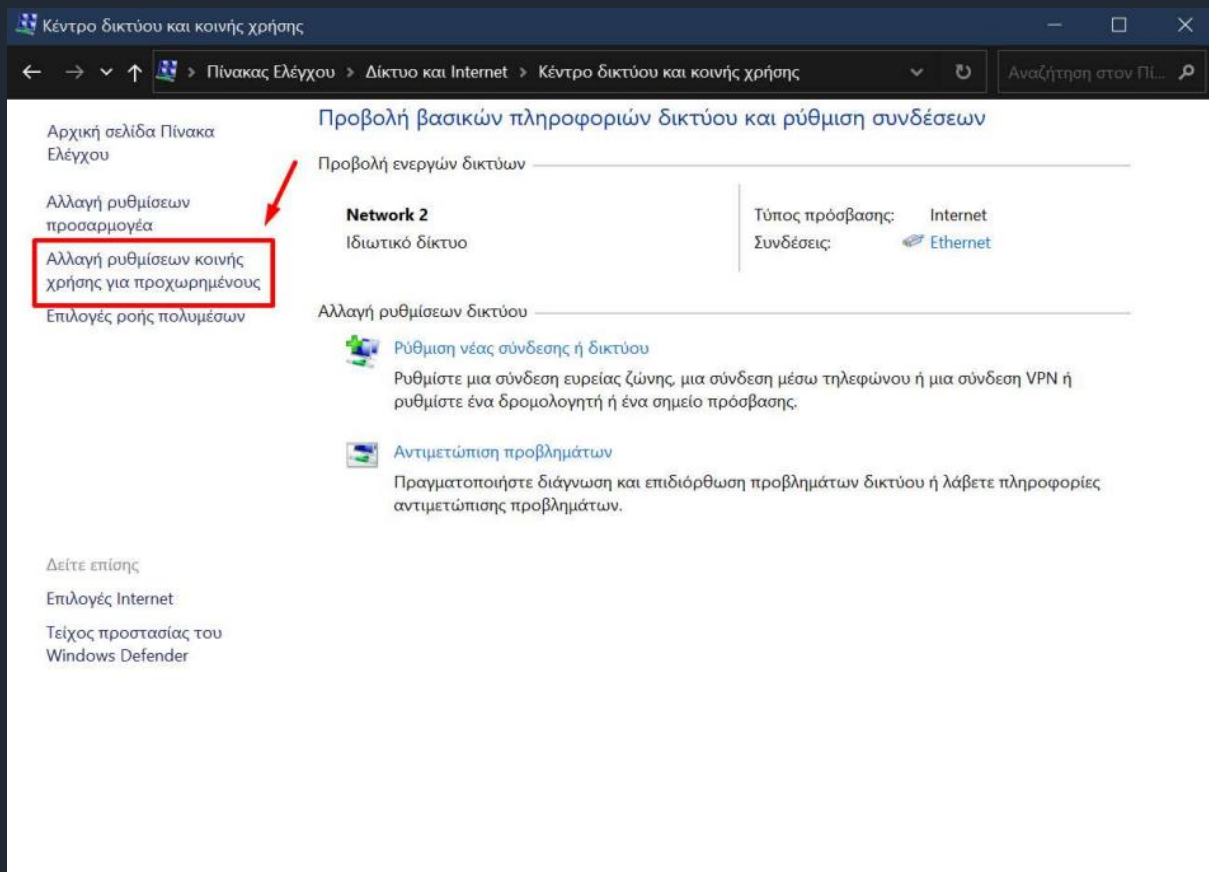 Κέντρο δικτύου και κοινής χρήσης
Πίνακας Ελέγχου > Δίκτυο και Internet > Κέντρο δικτύου και κοινής χρήσης
Αναζήτηση στον Πί...
Αρχική σελίδα Πίνακα
Ελέγχου
Αλλαγή ρυθμίσεων
προσαρμογέα
Αλλαγή ρυθμίσεων κοινής
χρήσης για προχωρημένους
Επιλογές ροής πολυμέσων
Προβολή βασικών πληροφοριών δικτύου και ρύθμιση συνδέσεων
Προβολή ενεργών δικτύων
Network 2
Ιδιωτικό δίκτυο
Τύπος πρόσβασης: Internet
Συνδέσεις: Ethernet
Αλλαγή ρυθμίσεων δικτύου
Ρύθμιση νέας σύνδεσης ή δικτύου
Ρυθμίστε μια σύνδεση ευρείας ζώνης, μια σύνδεση μέσω τηλεφώνου ή μια σύνδεση VPN ή
ρυθμίστε ένα δρομολογητή ή ένα σημείο πρόσβασης.
Αντιμετώπιση προβλημάτων
Πραγματοποιήστε διάγνωση και επιδιόρθωση προβλημάτων δικτύου ή λάβετε πληροφορίες
αντιμετώπισης προβλημάτων.
Δείτε επίσης
Επιλογές Internet
Τείχος προστασίας του
Windows Defender